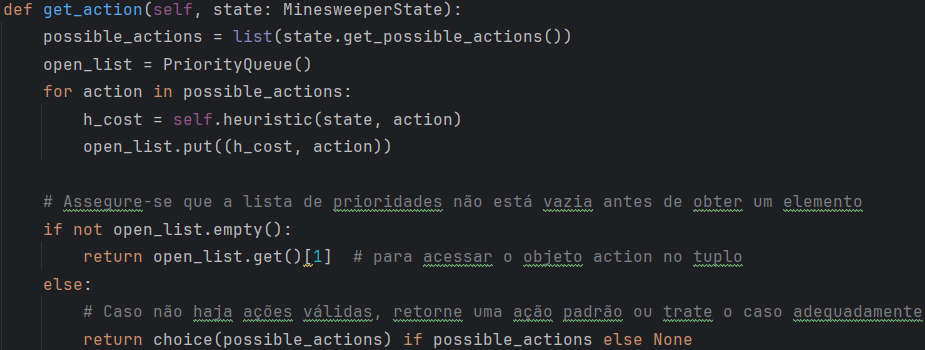 def get_action(self, state: MinesweeperState):
    possible_actions = list(state.get_possible_actions())
    open_list = PriorityQueue()
    for action in possible_actions:
        h_cost = self.heuristic(state, action)
        open_list.put((h_cost, action))

    # Assegure-se que a lista de prioridades não está vazia antes de obter um elemento
    if not open_list.empty():
        return open_list.get()[1]  # para acessar o objeto action no tuplo
    else:
        # Caso não haja ações válidas, retorne uma ação padrão ou trate o caso adequadamente
        return choice(possible_actions) if possible_actions else None